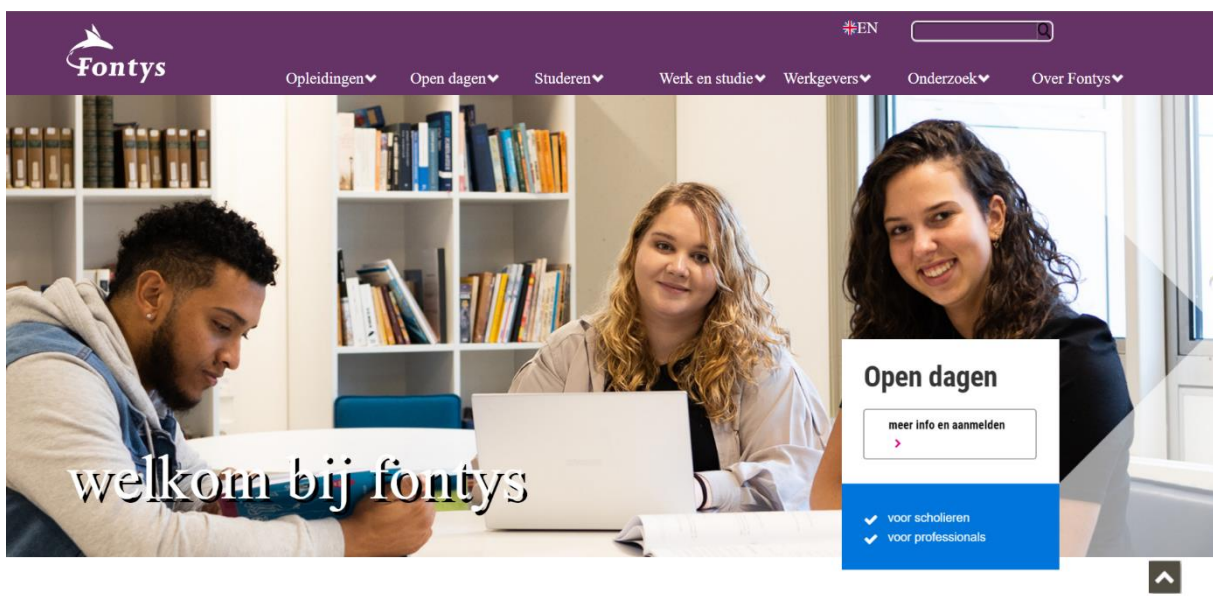 EN
Fontys
Opleidingen Open dagen Studeren Werk en studie Werkgevers Onderzoek Over Fontys
welkom bij fontys
Open dagen
meer info en aanmelden
voor scholieren
voor professionals